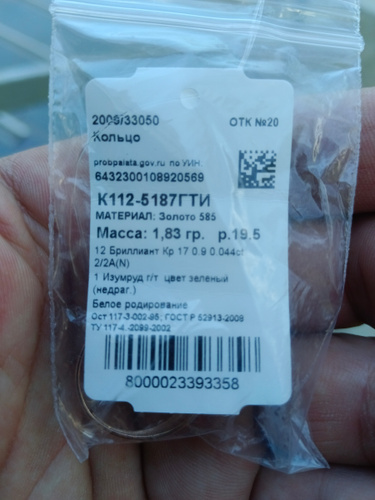 2009/33050 ОТК №20
Кольцо
probpalata.gov.ru по УИН:
6432300108920569
К112-5187ГТИ
МАТЕРИАЛ: Золото 585
Масса: 1,83 гр. р.19.5
12 Бриллиант Кр 17 0.9 0.044ct
2/2А(N)
1 Изумруд г/т цвет зеленый
(недраг.)
Белое родирование
Ост 117-3-002-95; ГОСТ Р 52913-2008
ТУ 117-4-2099-2002
8000023393358